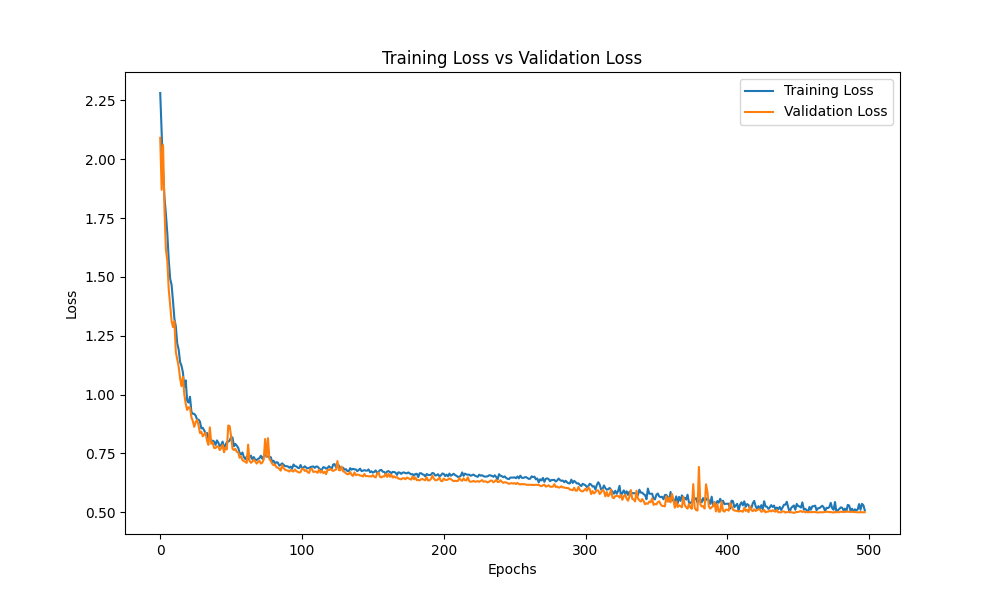 Training Loss vs Validation Loss
Training Loss
Validation Loss
2.25
2.00
1.75
1.50
1.25
1.00
0.75
0.50
Loss
0 100 200 300 400 500
Epochs